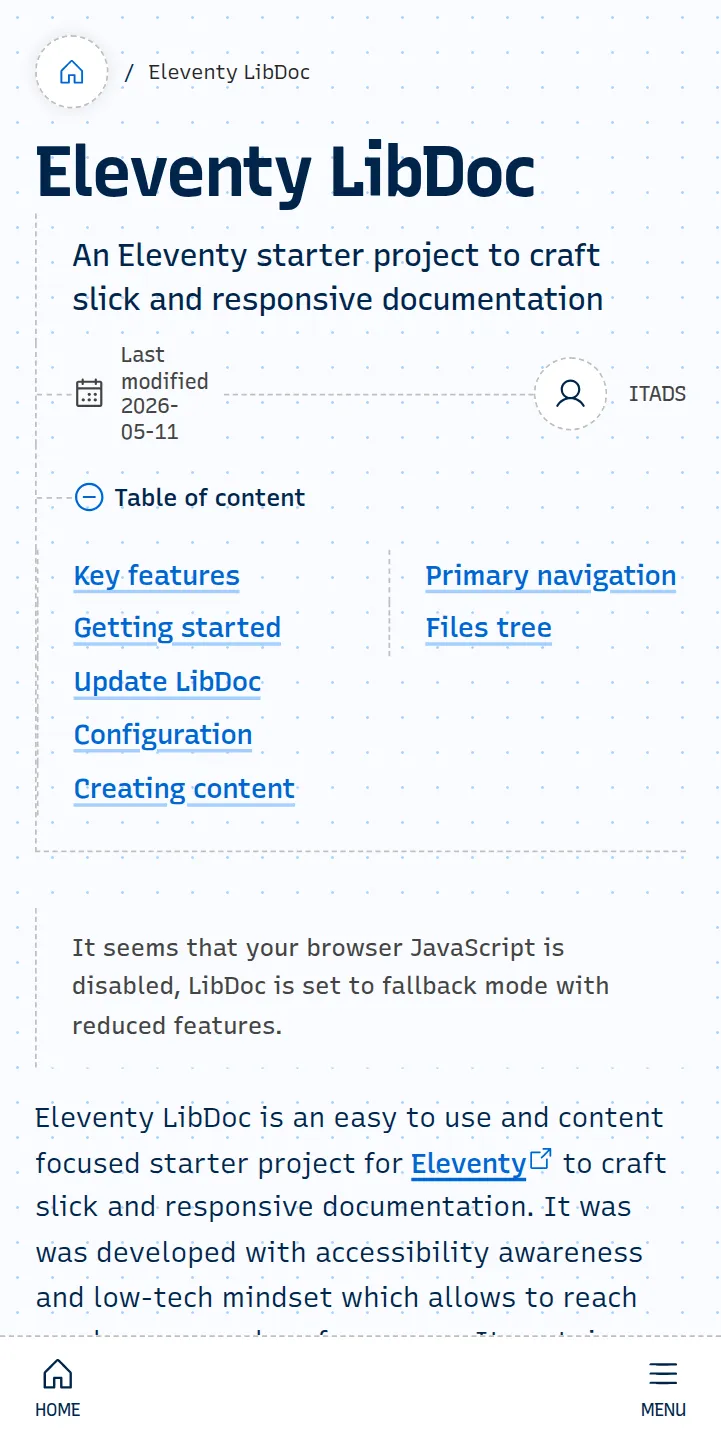 / Eleventy LibDoc
Eleventy LibDoc
An Eleventy starter project to craft
slick and responsive documentation
Last
modified
2026-
05-11
ITADS
Table of content
Key features
Getting started
Update LibDoc
Configuration
Creating content
Primary navigation
Files tree
It seems that your browser JavaScript is
disabled, LibDoc is set to fallback mode with
reduced features.
Eleventy LibDoc is an easy to use and content
focused starter project for Eleventy to craft
slick and responsive documentation. It was
was developed with accessibility awareness
and low-tech mindset which allows to reach
HOME
MENU